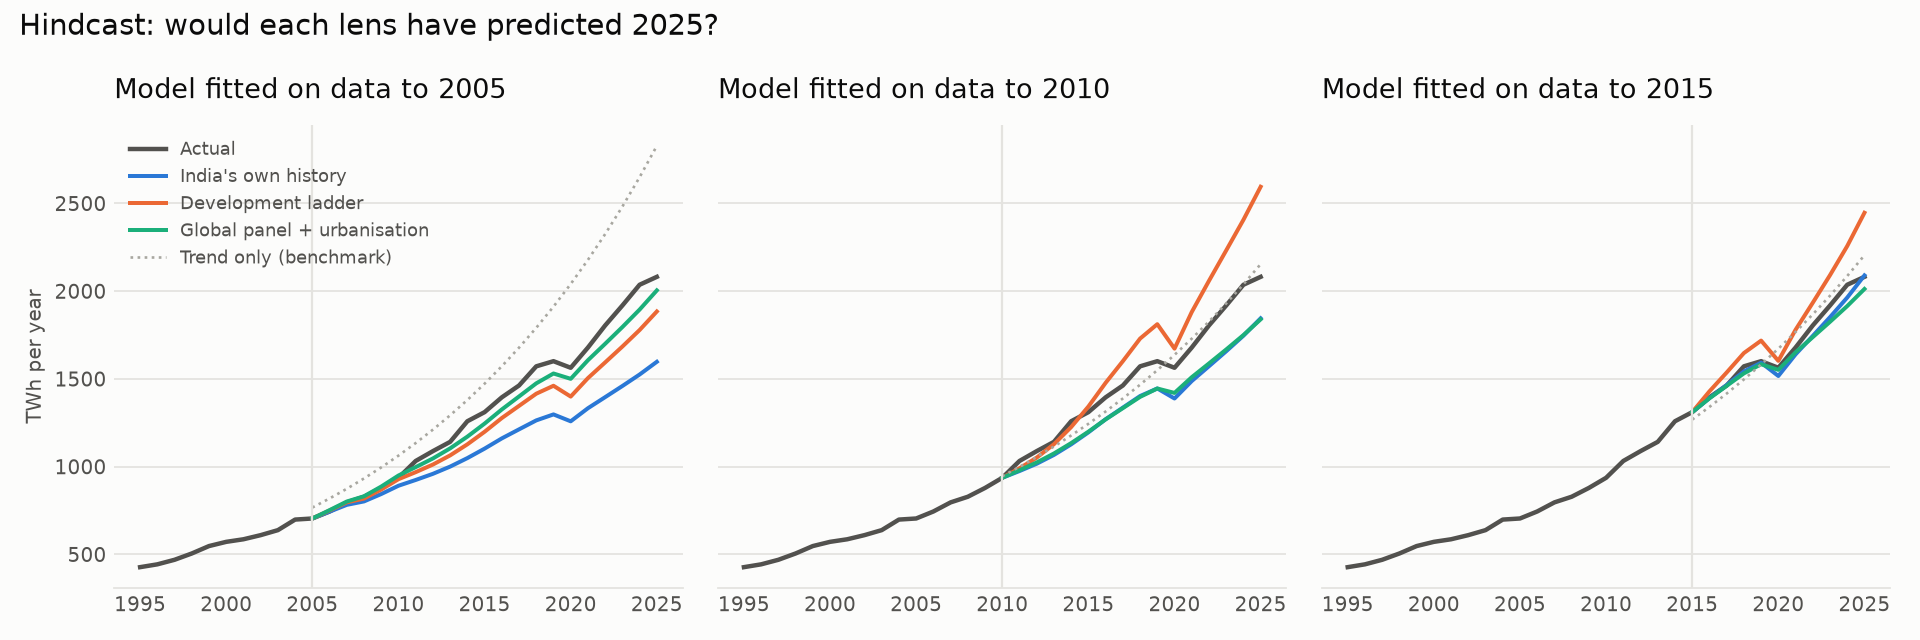 Hindcast: would each lens have predicted 2025?
Model fitted on data to 2005
Model fitted on data to 2010
Model fitted on data to 2015
Actual
India's own history
Development ladder
Global panel + urbanisation
Trend only (benchmark)
TWh per year
2500
2000
1500
1000
500
1995 2000 2005 2010 2015 2020 2025
1995 2000 2005 2010 2015 2020 2025
1995 2000 2005 2010 2015 2020 2025